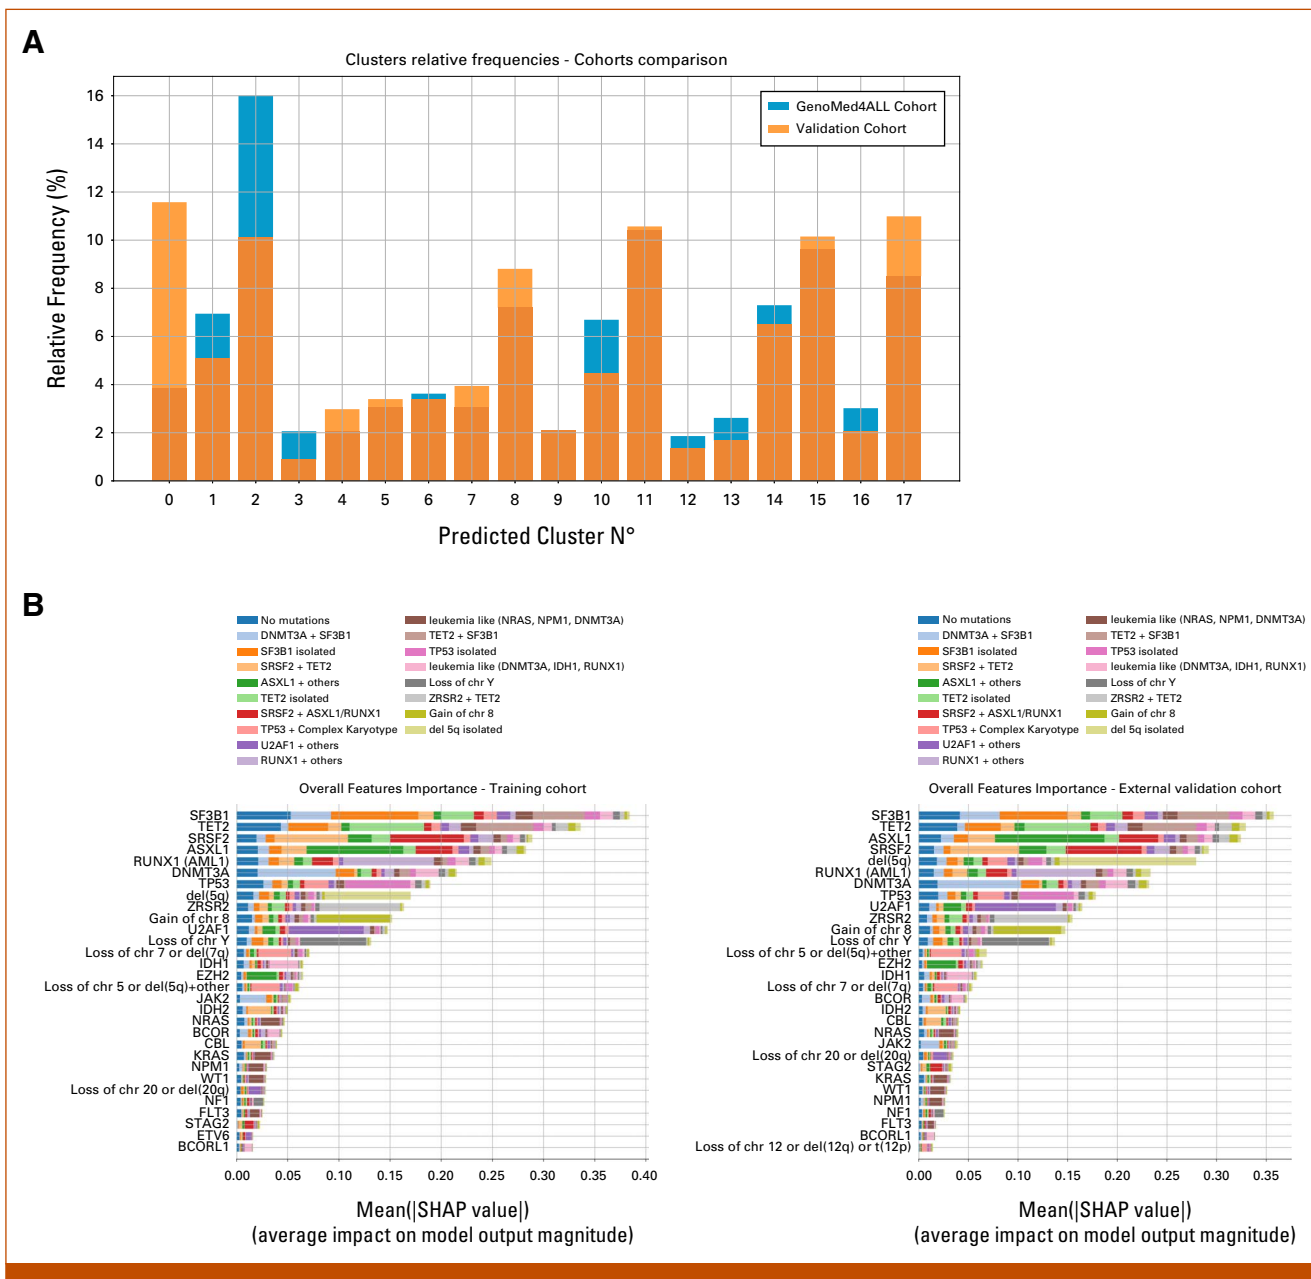 A
Clusters relative frequencies - Cohorts comparison
GenoMed4ALL Cohort
Validation Cohort
Relative Frequency (%)
16
14
12
10
8
6
4
2
0
0 1 2 3 4 5 6 7 8 9 10 11 12 13 14 15 16 17
Predicted Cluster N°
B
No mutations
DNMT3A + SF3B1
SF3B1 isolated
SRSF2 + TET2
ASXL1 + others
TET2 isolated
SRSF2 + ASXL1/RUNX1
TP53 + Complex Karyotype
U2AF1 + others
RUNX1 + others
leukemia like (NRAS, NPM1, DNMT3A)
TET2 + SF3B1
TP53 isolated
leukemia like (DNMT3A, IDH1, RUNX1)
Loss of chr Y
ZRSR2 + TET2
Gain of chr 8
del 5q isolated
Overall Features Importance - Training cohort
SF3B1
TET2
SRSF2
ASXL1
RUNX1 (AML1)
DNMT3A
TP53
del(5q)
ZRSR2
Gain of chr 8
U2AF1
Loss of chr Y
Loss of chr 7 or del(7q)
IDH1
EZH2
Loss of chr 5 or del(5q)+other
JAK2
IDH2
NRAS
BCOR
CBL
KRAS
NPM1
WT1
Loss of chr 20 or del(20q)
NF1
FLT3
STAG2
ETV6
BCORL1
0.00 0.05 0.10 0.15 0.20 0.25 0.30 0.35 0.40
Mean(|SHAP value|)
(average impact on model output magnitude)
No mutations
DNMT3A + SF3B1
SF3B1 isolated
SRSF2 + TET2
ASXL1 + others
TET2 isolated
SRSF2 + ASXL1/RUNX1
TP53 + Complex Karyotype
U2AF1 + others
RUNX1 + others
leukemia like (NRAS, NPM1, DNMT3A)
TET2 + SF3B1
TP53 isolated
leukemia like (DNMT3A, IDH1, RUNX1)
Loss of chr Y
ZRSR2 + TET2
Gain of chr 8
del 5q isolated
Overall Features Importance - External validation cohort
SF3B1
TET2
ASXL1
SRSF2
del(5q)
RUNX1 (AML1)
DNMT3A
TP53
U2AF1
ZRSR2
Gain of chr 8
Loss of chr Y
Loss of chr 5 or del(5q)+other
EZH2
IDH1
Loss of chr 7 or del(7q)
BCOR
IDH2
CBL
NRAS
JAK2
Loss of chr 20 or del(20q)
STAG2
KRAS
WT1
NPM1
NF1
FLT3
BCORL1
Loss of chr 12 or del(12q) or t(12p)
0.00 0.05 0.10 0.15 0.20 0.25 0.30 0.35
Mean(|SHAP value|)
(average impact on model output magnitude)